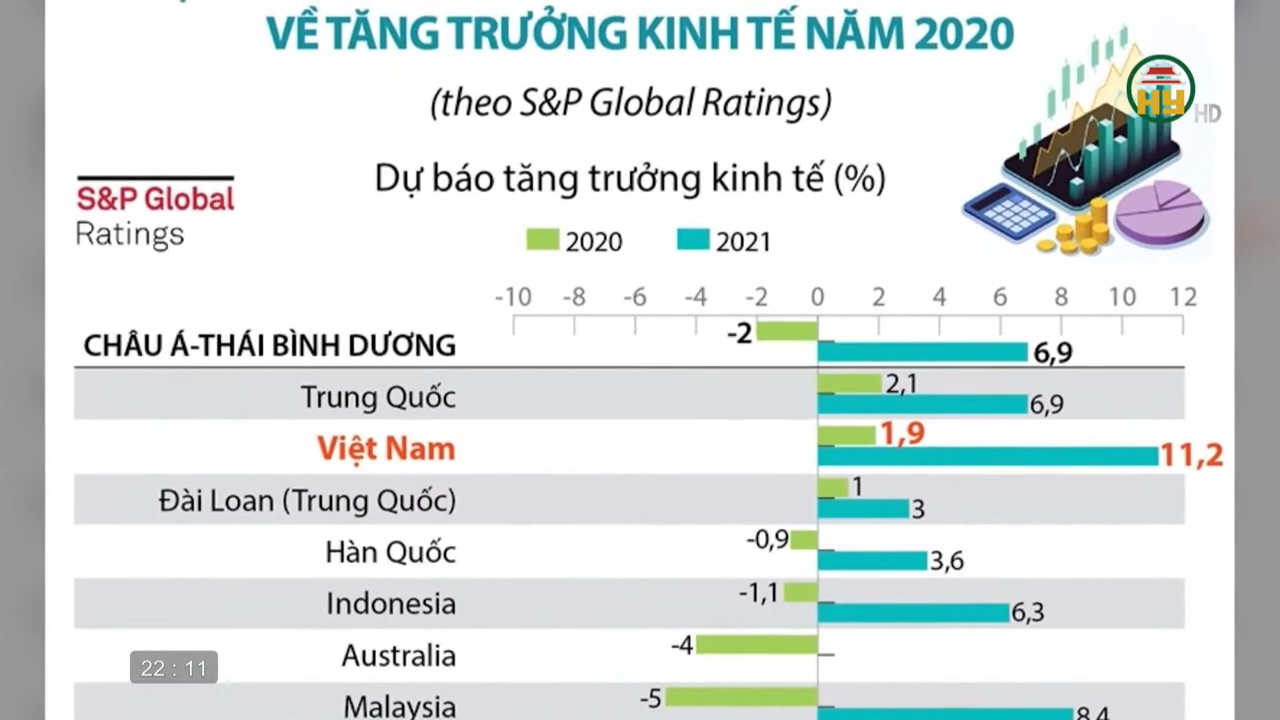 VỀ TĂNG TRƯỞNG KINH TẾ NĂM 2020
HY HD
(theo S&P Global Ratings)
S&P Global
Ratings
Dự báo tăng trưởng kinh tế (%)
2020 2021
-10 -8 -6 -4 -2 0 2 4 6 8 10 12
CHÂU Á-THÁI BÌNH DƯƠNG -2 6,9
Trung Quốc 2,1 6,9
Việt Nam 1,9 11,2
Đài Loan (Trung Quốc) 1 3
Hàn Quốc -0,9 3,6
Indonesia -1,1 6,3
Australia -4
Malaysia -5 8,4
22 : 11